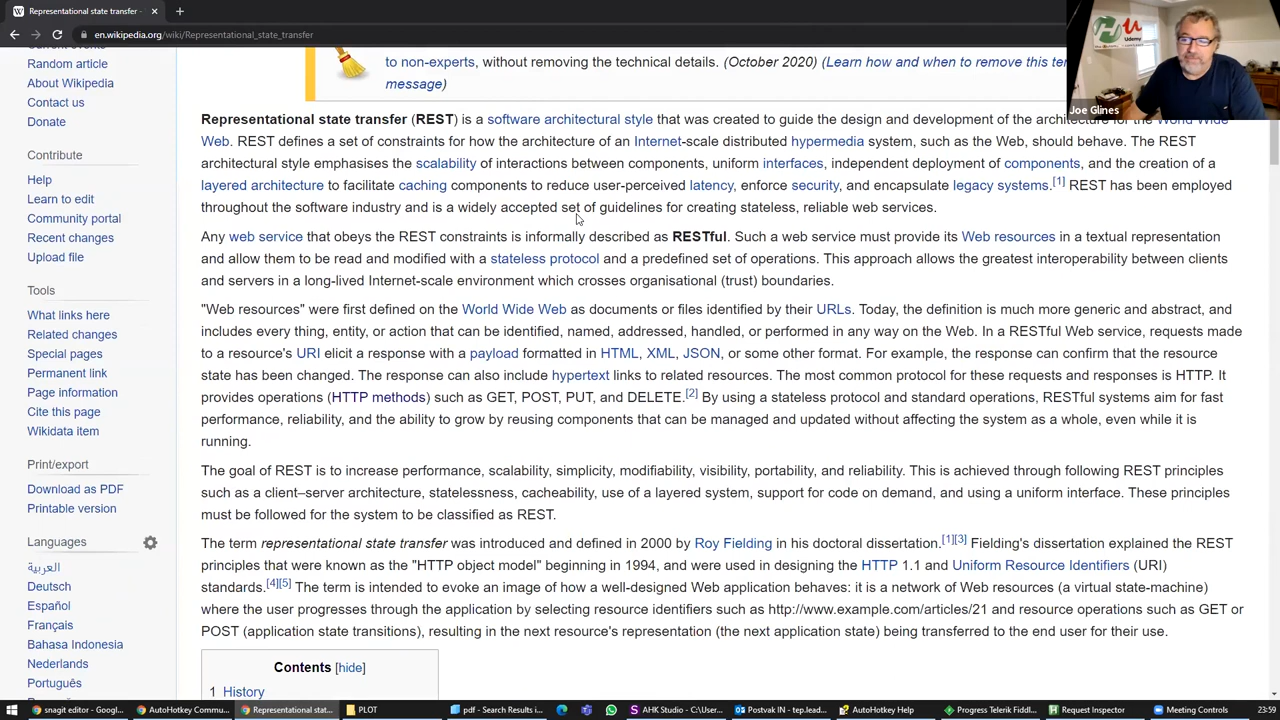 Representational state transfer -
en.wikipedia.org/wiki/Representational_state_transfer
Udemy
Joe Glines
Current events
Random article
About Wikipedia
Contact us
Donate
Contribute
Help
Learn to edit
Community portal
Recent changes
Upload file
Tools
What links here
Related changes
Special pages
Permanent link
Page information
Cite this page
Wikidata item
Print/export
Download as PDF
Printable version
Languages
العربية
Deutsch
Español
Français
Bahasa Indonesia
Nederlands
Português
to non-experts, without removing the technical details. (October 2020) (Learn how and when to remove this
message)
Representational state transfer (REST) is a software architectural style that was created to guide the design and development of the architecture for the World Wide
Web. REST defines a set of constraints for how the architecture of an Internet-scale distributed hypermedia system, such as the Web, should behave. The REST
architectural style emphasises the scalability of interactions between components, uniform interfaces, independent deployment of components, and the creation of a
layered architecture to facilitate caching components to reduce user-perceived latency, enforce security, and encapsulate legacy systems.[1] REST has been employed
throughout the software industry and is a widely accepted set of guidelines for creating stateless, reliable web services.
Any web service that obeys the REST constraints is informally described as RESTful. Such a web service must provide its Web resources in a textual representation
and allow them to be read and modified with a stateless protocol and a predefined set of operations. This approach allows the greatest interoperability between clients
and servers in a long-lived Internet-scale environment which crosses organisational (trust) boundaries.
"Web resources" were first defined on the World Wide Web as documents or files identified by their URLs. Today, the definition is much more generic and abstract, and
includes every thing, entity, or action that can be identified, named, addressed, handled, or performed in any way on the Web. In a RESTful Web service, requests made
to a resource's URI elicit a response with a payload formatted in HTML, XML, JSON, or some other format. For example, the response can confirm that the resource
state has been changed. The response can also include hypertext links to related resources. The most common protocol for these requests and responses is HTTP. It
provides operations (HTTP methods) such as GET, POST, PUT, and DELETE.[2] By using a stateless protocol and standard operations, RESTful systems aim for fast
performance, reliability, and the ability to grow by reusing components that can be managed and updated without affecting the system as a whole, even while it is
running.
The goal of REST is to increase performance, scalability, simplicity, modifiability, visibility, portability, and reliability. This is achieved through following REST principles
such as a client–server architecture, statelessness, cacheability, use of a layered system, support for code on demand, and using a uniform interface. These principles
must be followed for the system to be classified as REST.
The term representational state transfer was introduced and defined in 2000 by Roy Fielding in his doctoral dissertation.[1][3] Fielding's dissertation explained the REST
principles that were known as the "HTTP object model" beginning in 1994, and were used in designing the HTTP 1.1 and Uniform Resource Identifiers (URI)
standards.[4][5] The term is intended to evoke an image of how a well-designed Web application behaves: it is a network of Web resources (a virtual state-machine)
where the user progresses through the application by selecting resource identifiers such as http://www.example.com/articles/21 and resource operations such as GET or
POST (application state transitions), resulting in the next resource's representation (the next application state) being transferred to the end user for their use.
Contents [hide]
1 History
snagit editor - Googl...
AutoHotkey Commu...
Representational stat...
PLOT
pdf - Search Results i...
AHK Studio - C:\User...
Postvak IN - tep.lead...
AutoHotkey Help
Progress Telerik Fiddl...
Request Inspector
Meeting Controls
23:59